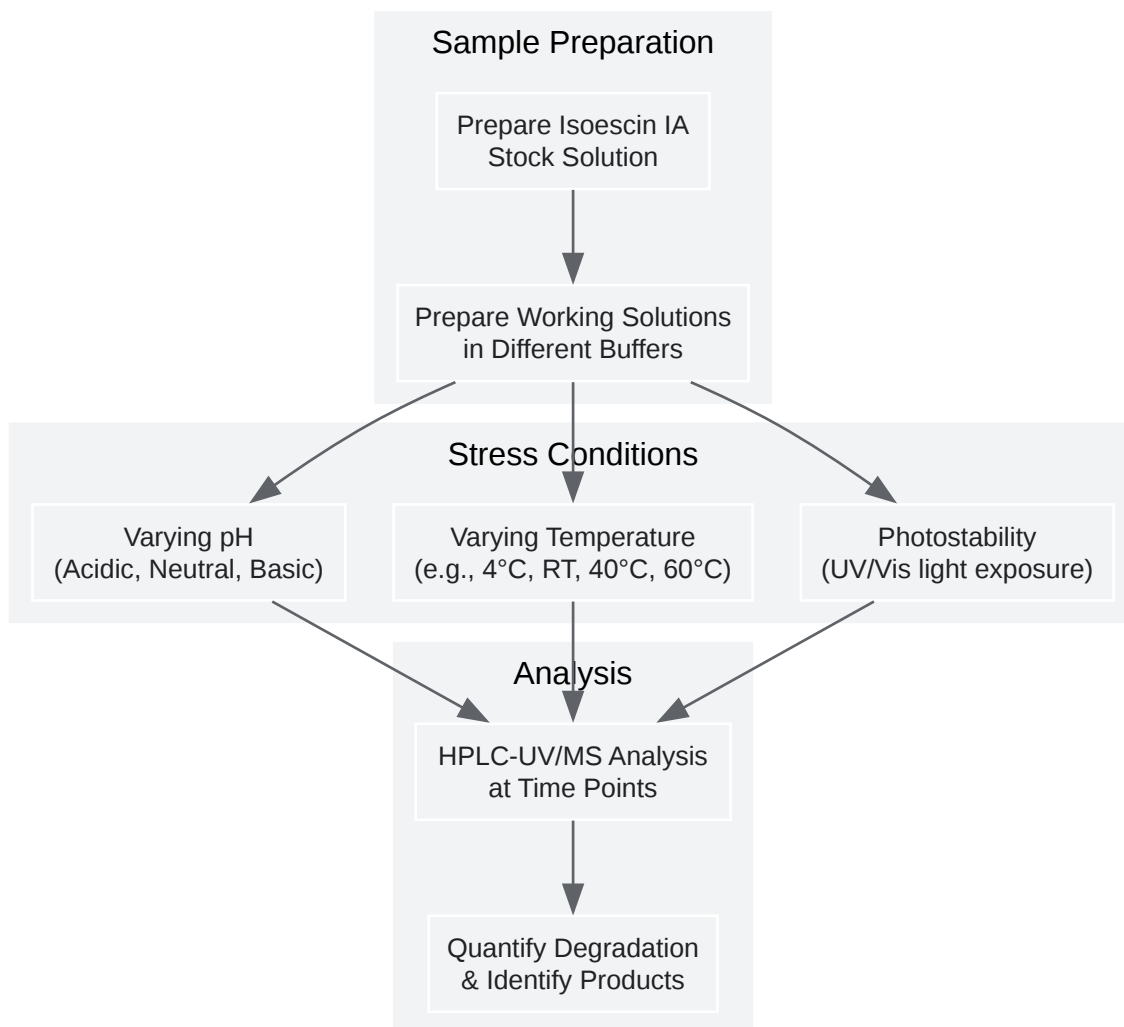 Sample Preparation
Prepare Isoescin IA
Stock Solution
Prepare Working Solutions
in Different Buffers
Stress Conditions
Varying pH
(Acidic, Neutral, Basic)
Varying Temperature
(e.g., 4°C, RT, 40°C, 60°C)
Photostability
(UV/Vis light exposure)
Analysis
HPLC-UV/MS Analysis
at Time Points
Quantify Degradation
& Identify Products